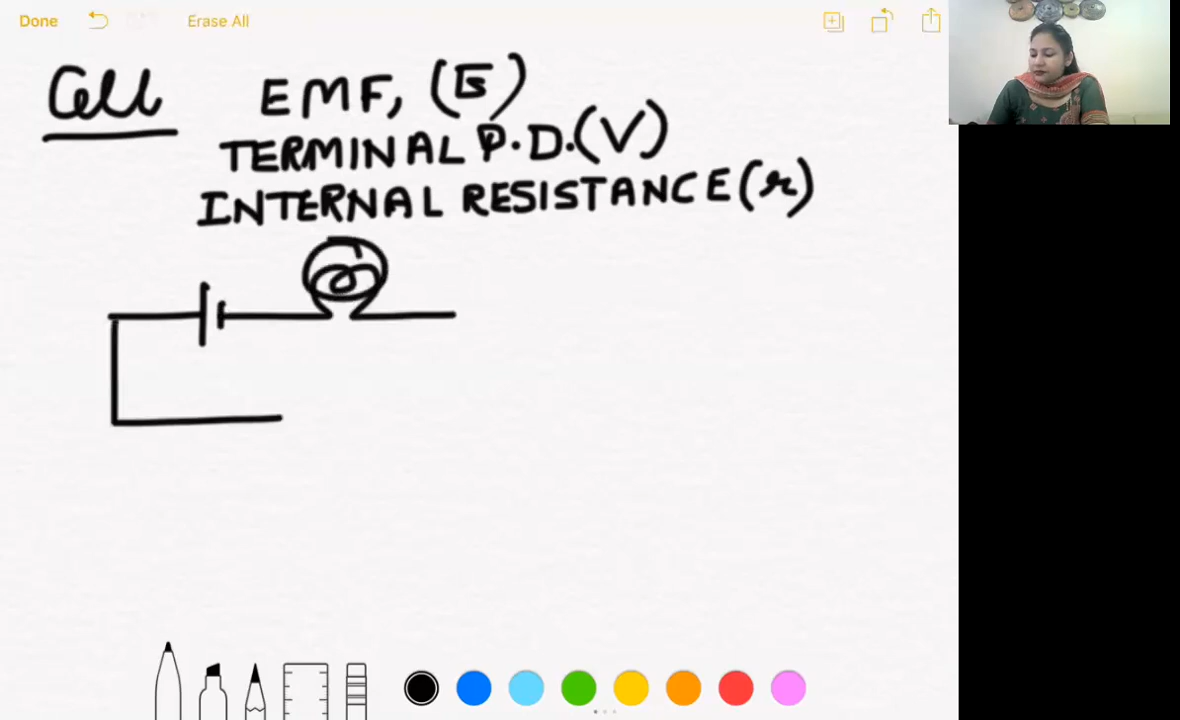 Done Erase All
Cell EMF, (E)
TERMINAL P.D.(V)
INTERNAL RESISTANCE (r)